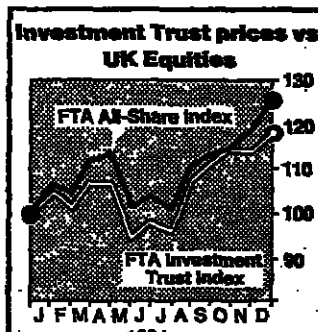 Investment Trust prices vs
UK Equities
130
FTA All-Share Index
120
110
100
FTA Investment
Trust Index
90
J F M A M J J A S O N D